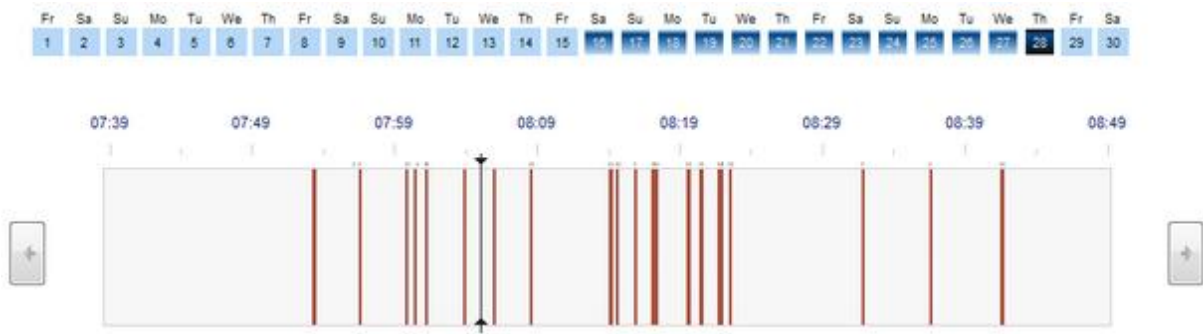 Fr Sa Su Mo Tu We Th Fr Sa Su Mo Tu We Th Fr Sa Su Mo Tu We Th Fr Sa Su Mo Tu We Th Fr Sa
1 2 3 4 5 6 7 8 9 10 11 12 13 14 15 16 17 18 19 20 21 22 23 24 25 26 27 28 29 30
07:39 07:49 07:59 08:09 08:19 08:29 08:39 08:49